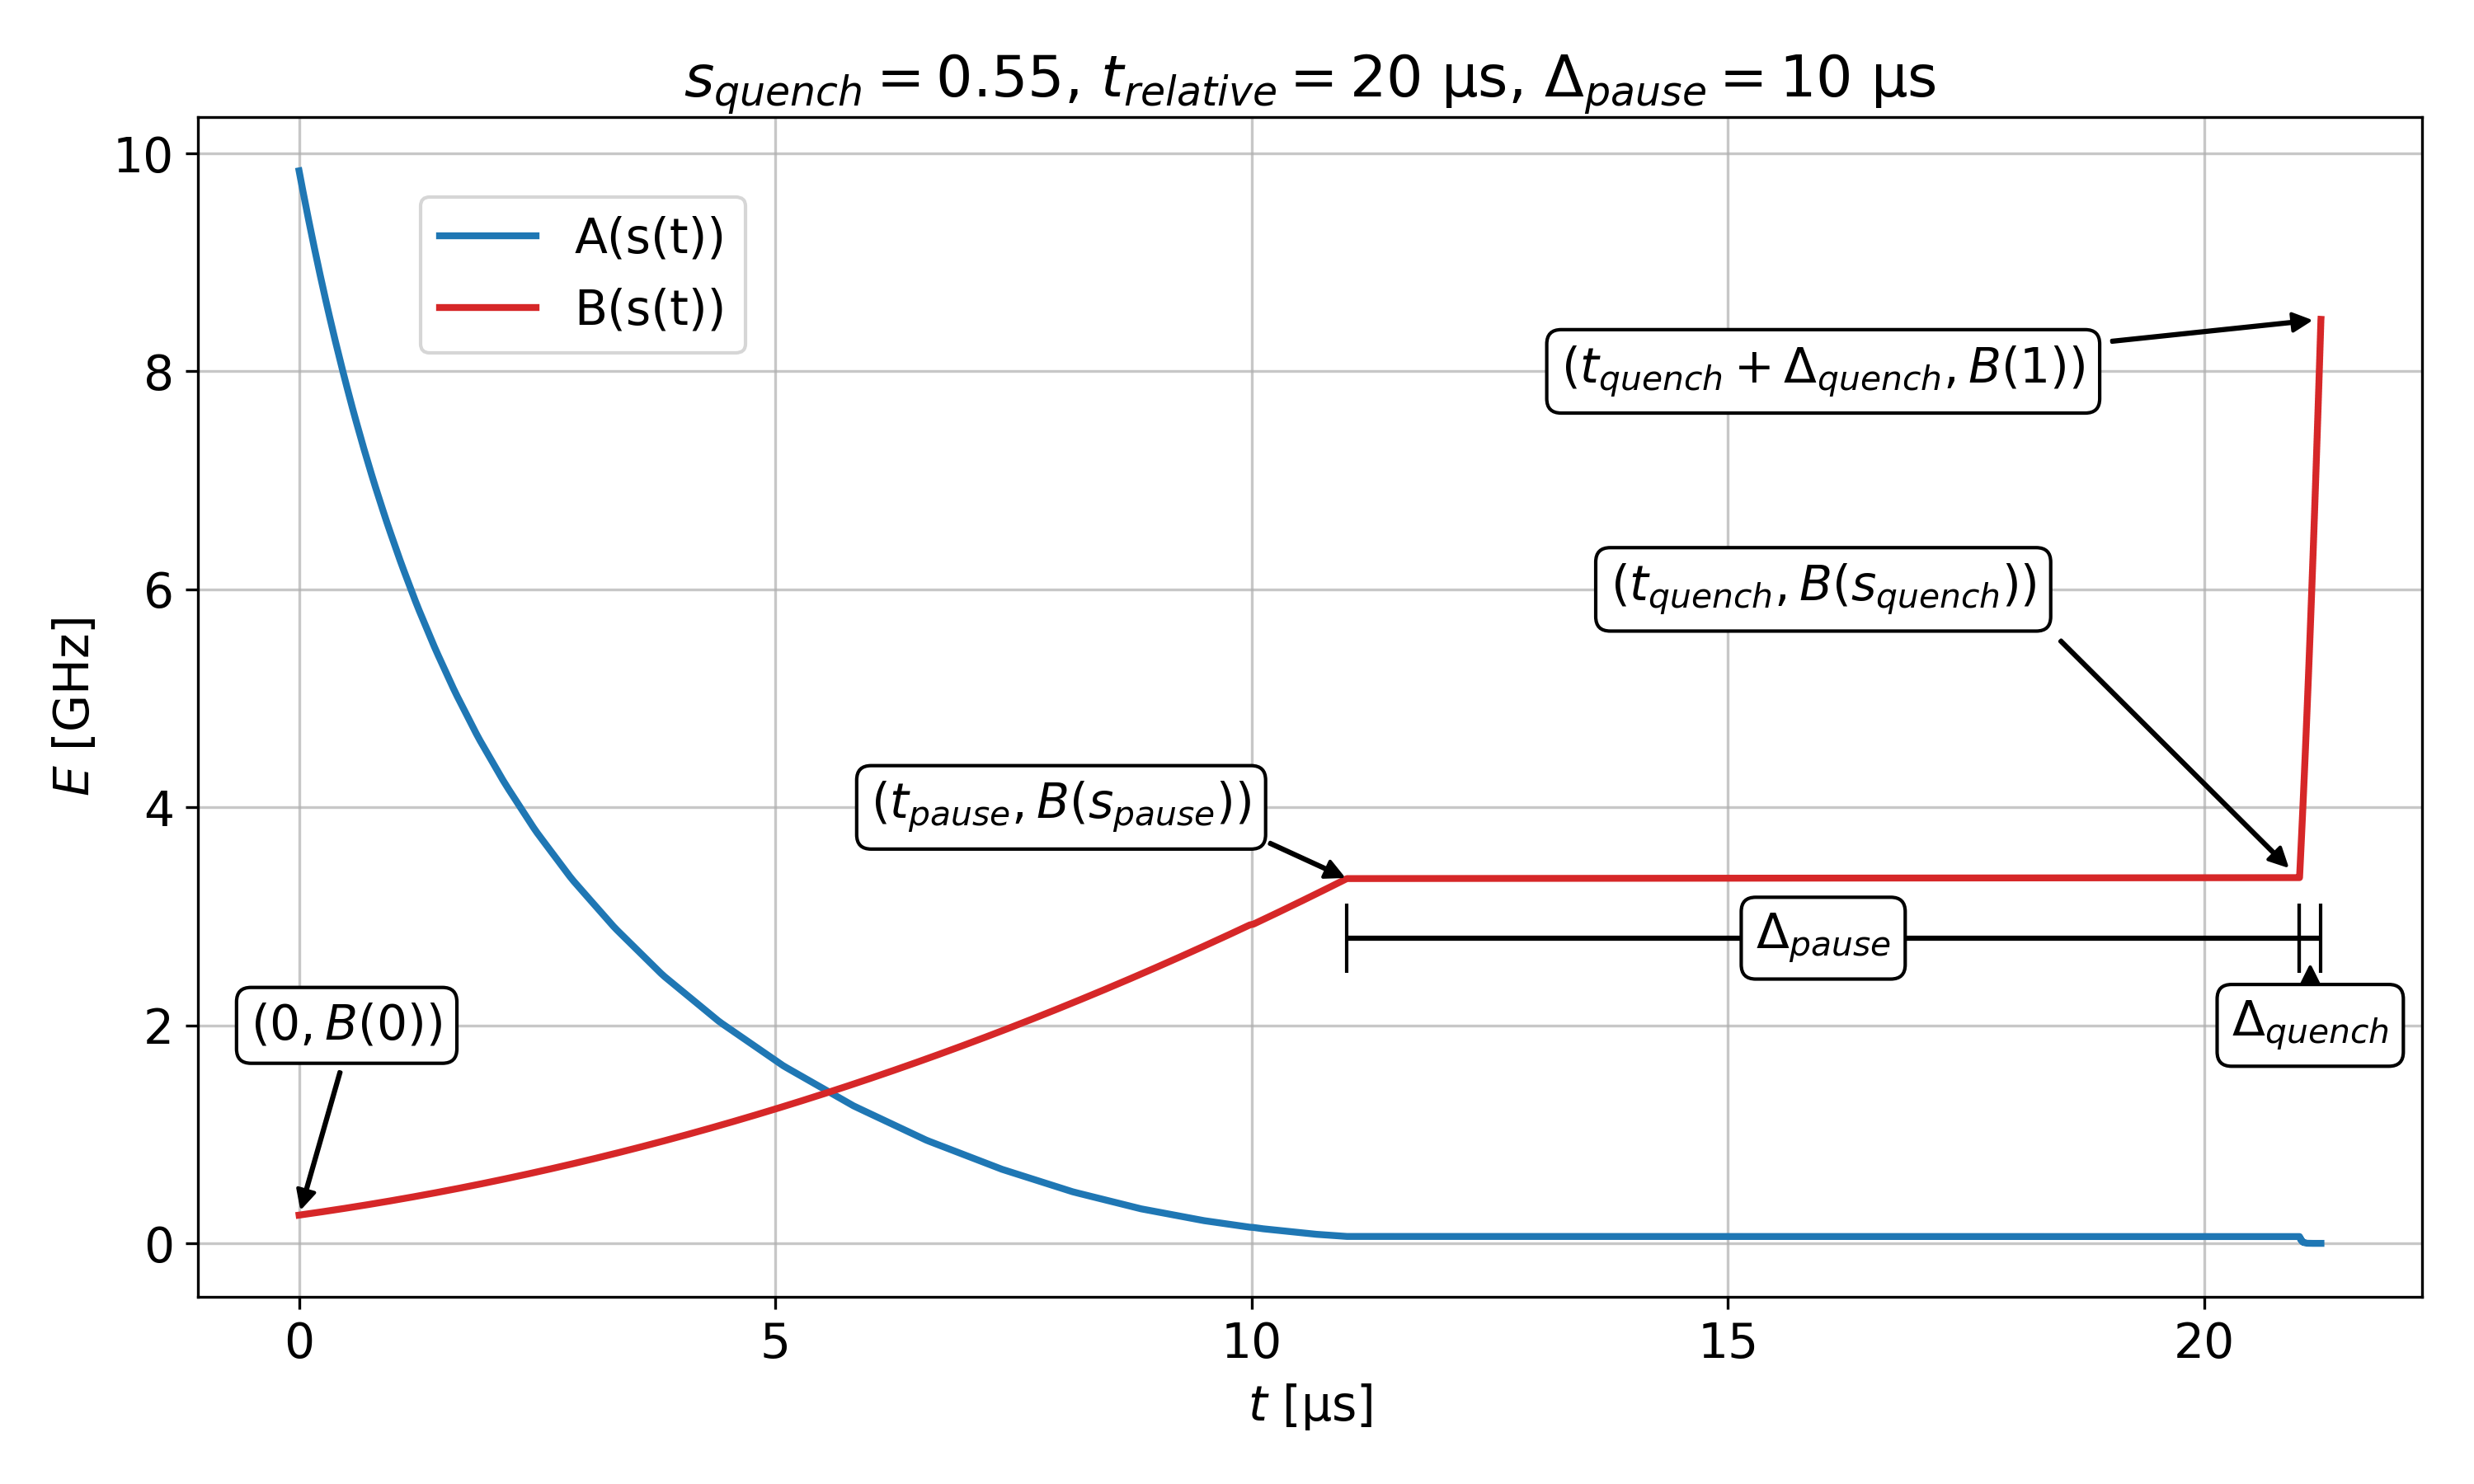 s_quench = 0.55, t_relative = 20 µs, Δ_pause = 10 µs
10
8
6
4
2
0
E [GHz]
A(s(t))
B(s(t))
(t_quench + Δ_quench, B(1))
(t_quench, B(s_quench))
(t_pause, B(s_pause))
Δ_pause
(0, B(0))
Δ_quench
0
5
10
15
20
t [µs]